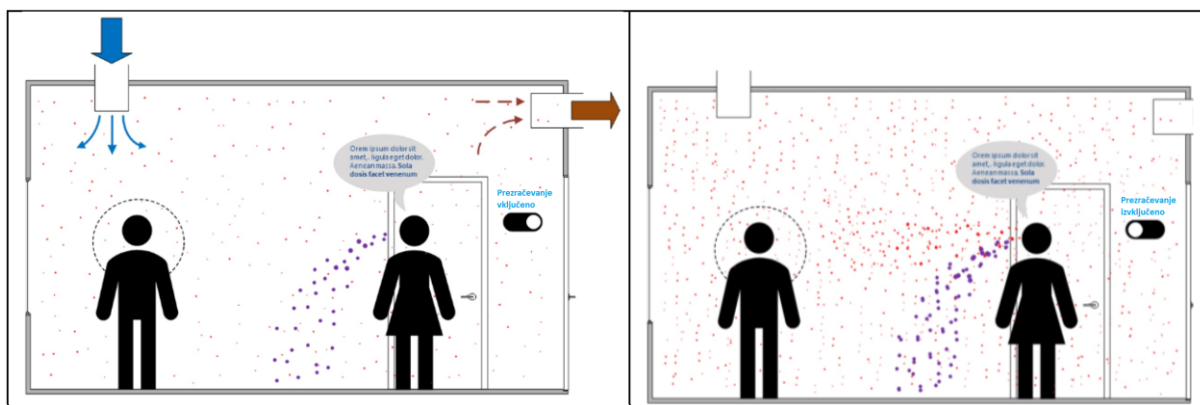 Orem ipsum dolor sit
amet,. ligula eget dolor.
Aenean massa. Sola
dosis facet venenum
Prezračevanje
vključeno
Orem ipsum dolor sit
amet,. ligula eget dolor.
Aenean massa. Sola
dosis facet venenum
Prezračevanje
izključeno